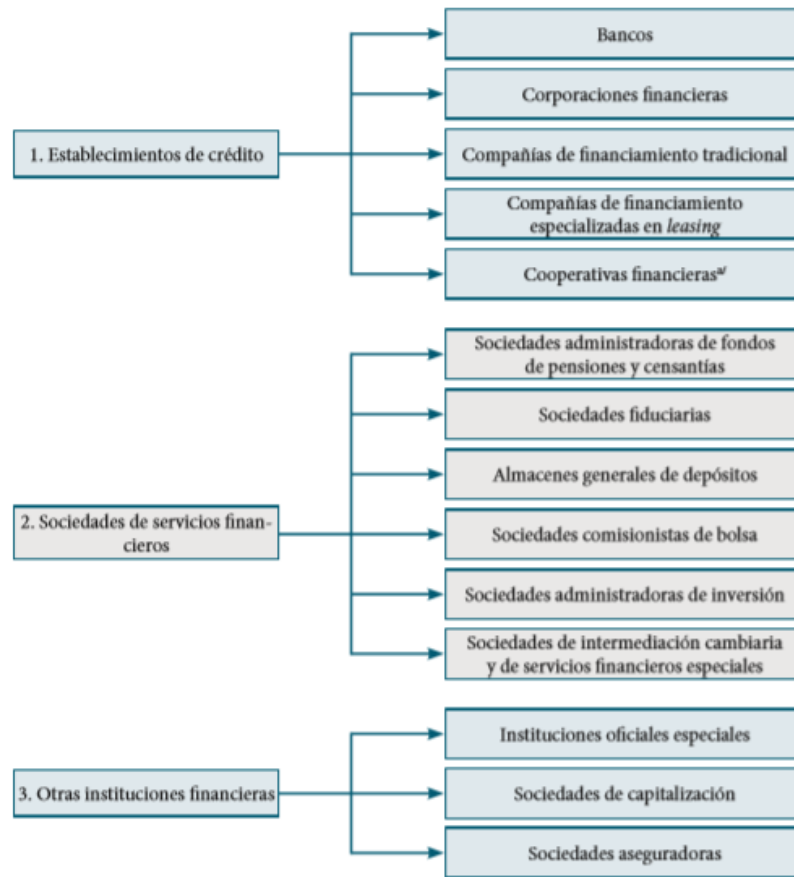 1. Establecimientos de crédito
Bancos
Corporaciones financieras
Compañías de financiamiento tradicional
Compañías de financiamiento
especializadas en leasing
Cooperativas financierasa/
2. Sociedades de servicios finan-
cieros
Sociedades administradoras de fondos
de pensiones y censantías
Sociedades fiduciarias
Almacenes generales de depósitos
Sociedades comisionistas de bolsa
Sociedades administradoras de inversión
Sociedades de intermediación cambiaria
y de servicios financieros especiales
3. Otras instituciones financieras
Instituciones oficiales especiales
Sociedades de capitalización
Sociedades aseguradoras